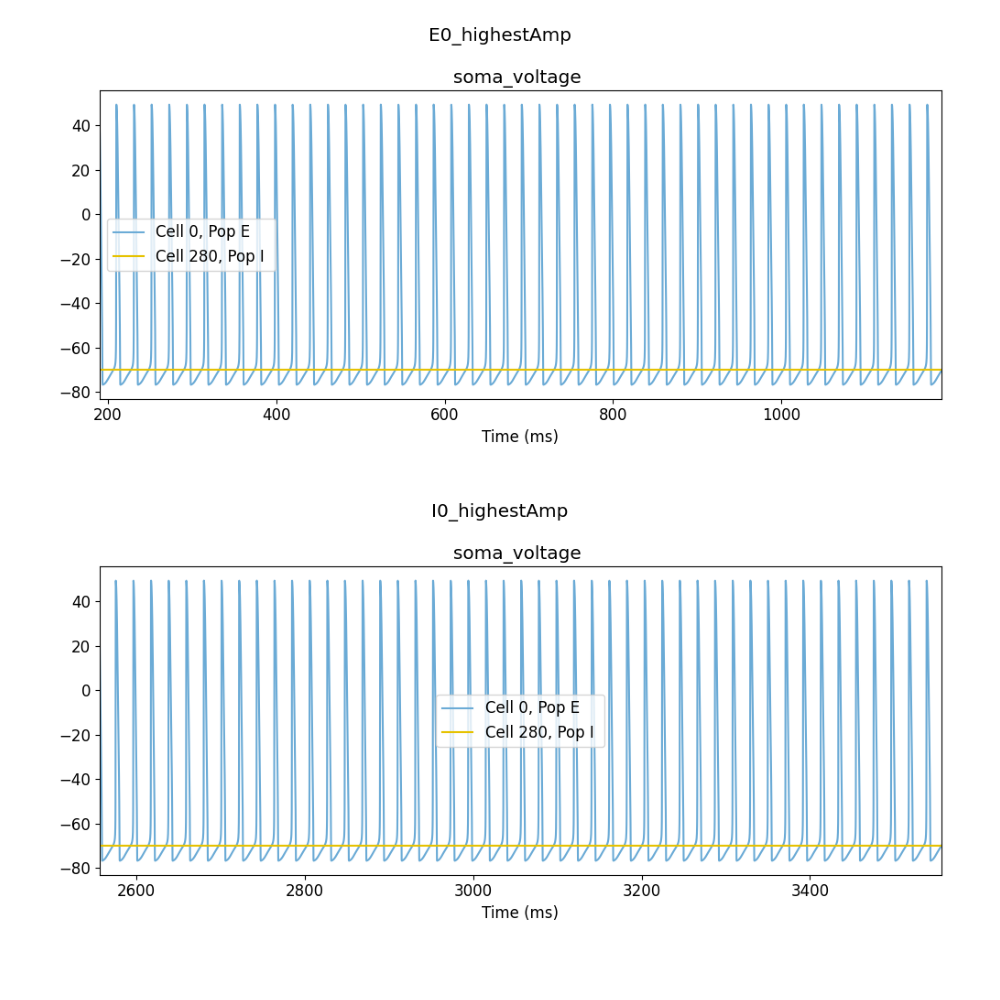 E0_highestAmp
soma_voltage
40
20
0
−20
−40
−60
−80
Cell 0, Pop E
Cell 280, Pop I
200 400 600 800 1000
Time (ms)
I0_highestAmp
soma_voltage
40
20
0
−20
−40
−60
−80
Cell 0, Pop E
Cell 280, Pop I
2600 2800 3000 3200 3400
Time (ms)